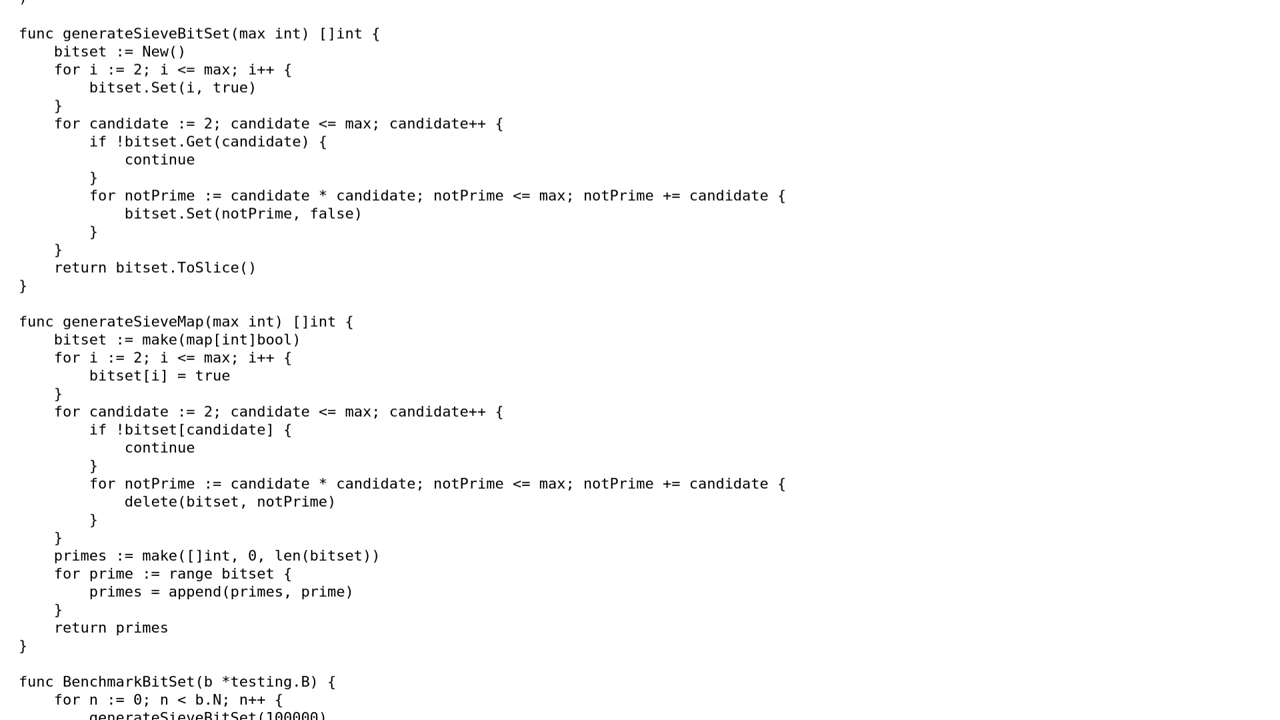 func generateSieveBitSet(max int) []int {
    bitset := New()
    for i := 2; i <= max; i++ {
        bitset.Set(i, true)
    }
    for candidate := 2; candidate <= max; candidate++ {
        if !bitset.Get(candidate) {
            continue
        }
        for notPrime := candidate * candidate; notPrime <= max; notPrime += candidate {
            bitset.Set(notPrime, false)
        }
    }
    return bitset.ToSlice()
}

func generateSieveMap(max int) []int {
    bitset := make(map[int]bool)
    for i := 2; i <= max; i++ {
        bitset[i] = true
    }
    for candidate := 2; candidate <= max; candidate++ {
        if !bitset[candidate] {
            continue
        }
        for notPrime := candidate * candidate; notPrime <= max; notPrime += candidate {
            delete(bitset, notPrime)
        }
    }
    primes := make([]int, 0, len(bitset))
    for prime := range bitset {
        primes = append(primes, prime)
    }
    return primes
}

func BenchmarkBitSet(b *testing.B) {
    for n := 0; n < b.N; n++ {
        generateSieveBitSet(100000)